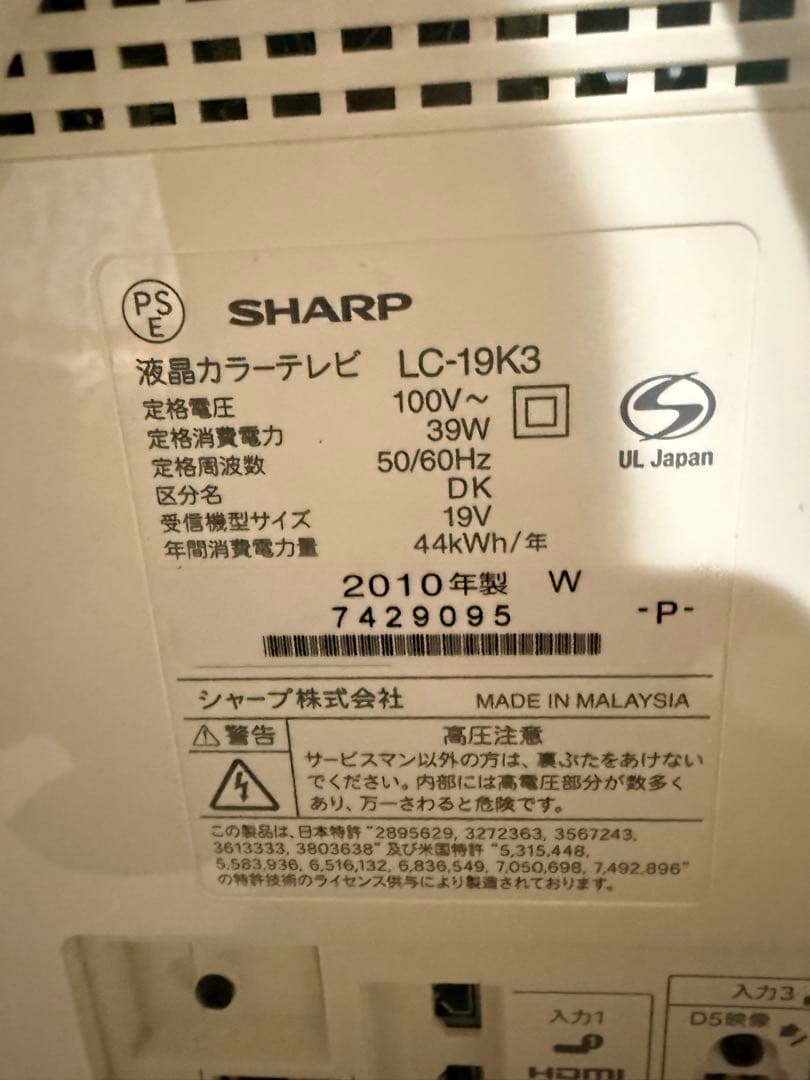 PS
E
SHARP
液晶カラーテレビ LC-19K3
定格電圧 100V～
定格消費電力 39W
定格周波数 50/60Hz
区分名 DK
受信機型サイズ 19V
年間消費電力量 44kWh/年
UL Japan
2010年製 W
7429095 -P-
シャープ株式会社 MADE IN MALAYSIA
警告 高圧注意
サービスマン以外の方は、裏ぶたをあけない
でください。内部には高電圧部分が数多く
あり、万一さわると危険です。
この製品は、日本特許"2895629, 3272363, 3567243,
3613333, 3803638"及び米国特許"5,315,448,
5,583,936, 6,516,132, 6,836,549, 7,050,698, 7,492,896"
の特許技術のライセンス供与により製造されております。
入力1
HDMI
入力3
D5映像